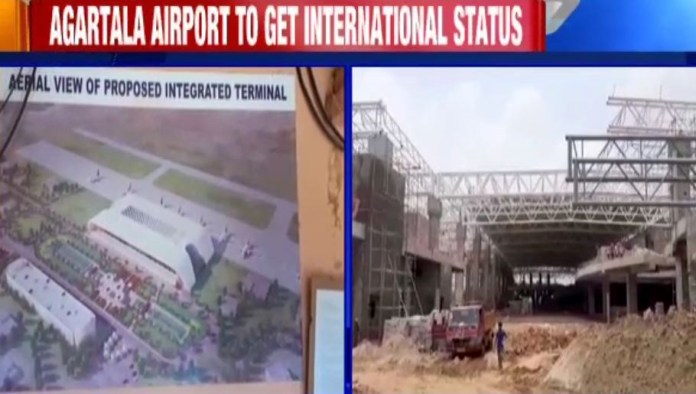 AGARTALA AIRPORT TO GET INTERNATIONAL STATUS
AERIAL VIEW OF PROPOSED INTEGRATED TERMINAL